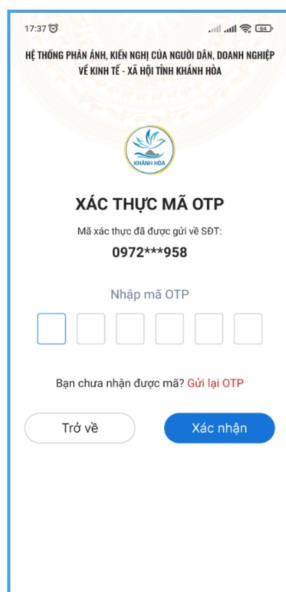 17:37
84
HỆ THỐNG PHẢN ÁNH, KIẾN NGHỊ CỦA NGƯỜI DÂN, DOANH NGHIỆP
VỀ KINH TẾ - XÃ HỘI TỈNH KHÁNH HÒA
KHÁNH HÒA
XÁC THỰC MÃ OTP
Mã xác thực đã được gửi về SĐT:
0972***958
Nhập mã OTP
Bạn chưa nhận được mã? Gửi lại OTP
Trở về
Xác nhận